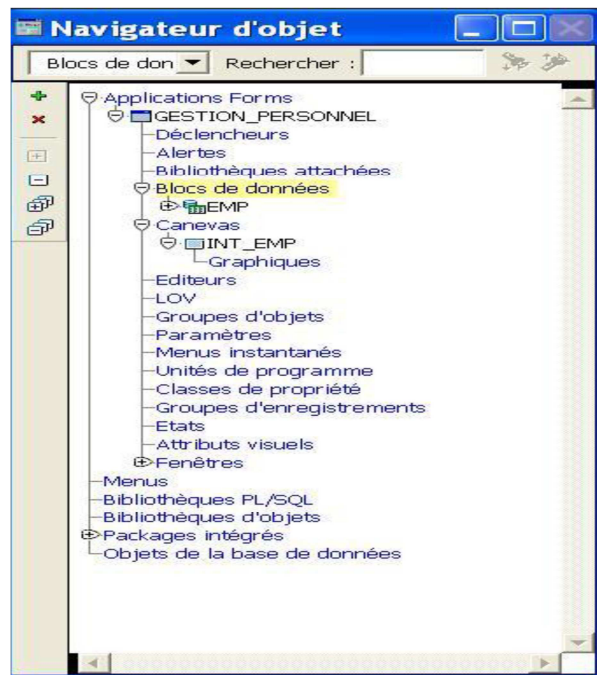 Navigateur d'objet
Blocs de don Rechercher :
Applications Forms
GESTION_PERSONNEL
Déclencheurs
Alertes
Bibliothèques attachées
Blocs de données
EMP
Canevas
INT_EMP
Graphiques
Editeurs
LOV
Groupes d'objets
Paramètres
Menus instantanés
Unités de programme
Classes de propriété
Groupes d'enregistrements
Etats
Attributs visuels
Fenêtres
Menus
Bibliothèques PL/SQL
Bibliothèques d'objets
Packages intégrés
Objets de la base de données